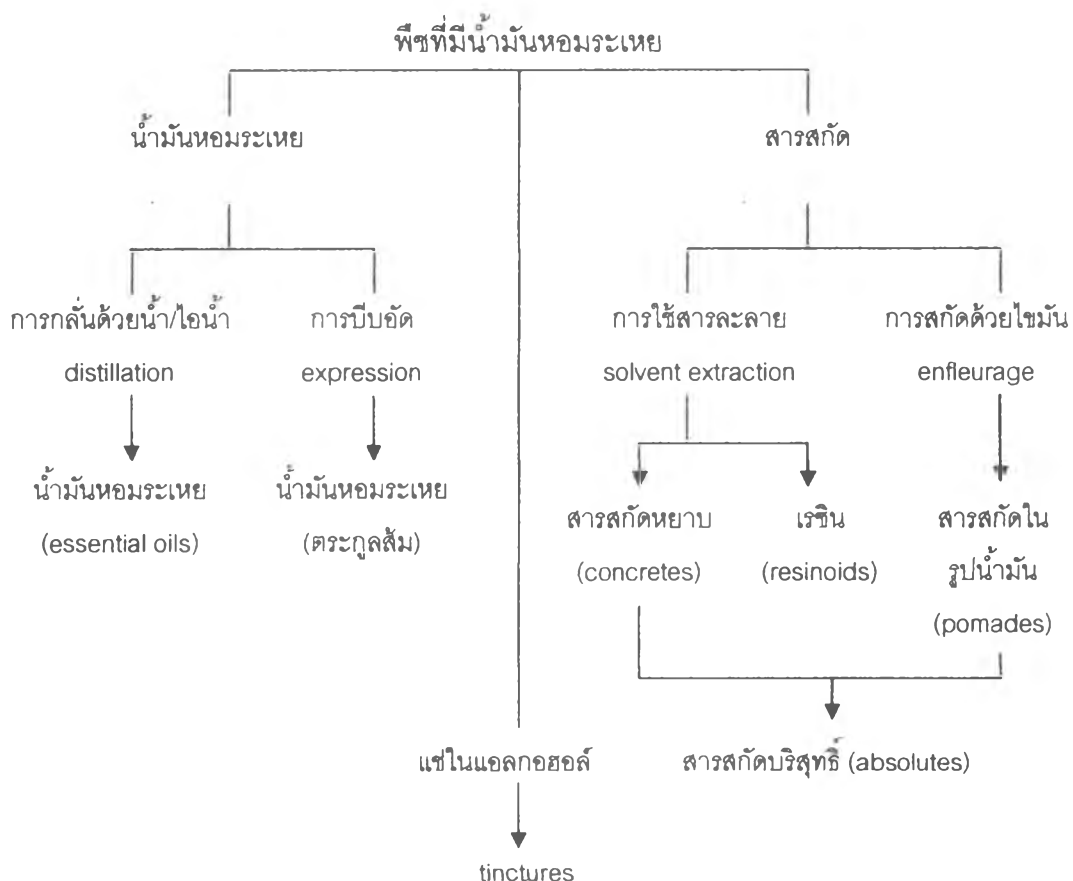 พืชที่มีน้ำมันหอมระเหย
น้ำมันหอมระเหย
สารสกัด
การกลั่นด้วยน้ำ/ไอน้ำ
distillation
การบีบอัด
expression
การใช้สารละลาย
solvent extraction
การสกัดด้วยไขมัน
enfleurage
น้ำมันหอมระเหย
(essential oils)
น้ำมันหอมระเหย
(ตระกูลส้ม)
สารสกัดหยาบ
(concretes)
เรซิน
(resinoids)
สารสกัดใน
รูปน้ำมัน
(pomades)
แช่ในแอลกอฮอล์
สารสกัดบริสุทธิ์ (absolutes)
tinctures